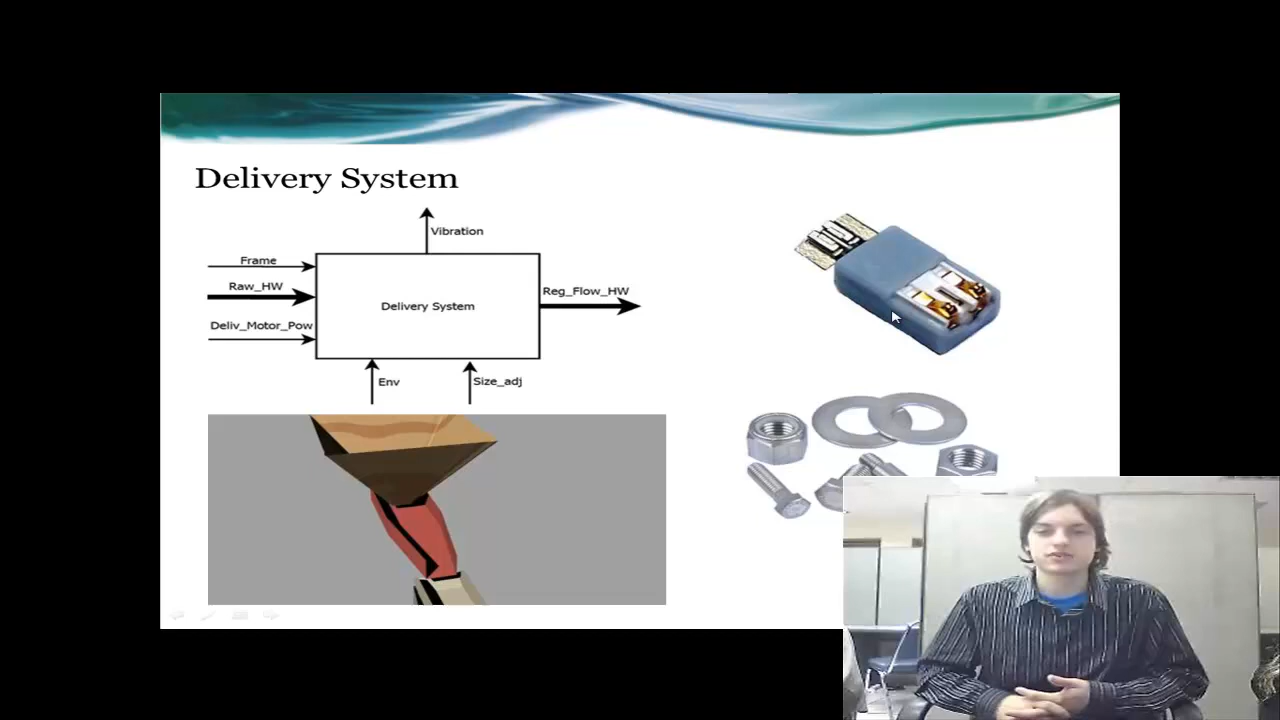 Delivery System
Vibration
Frame
Raw_HW
Deliv_Motor_Pow
Delivery System
Reg_Flow_HW
Env
Size_adj